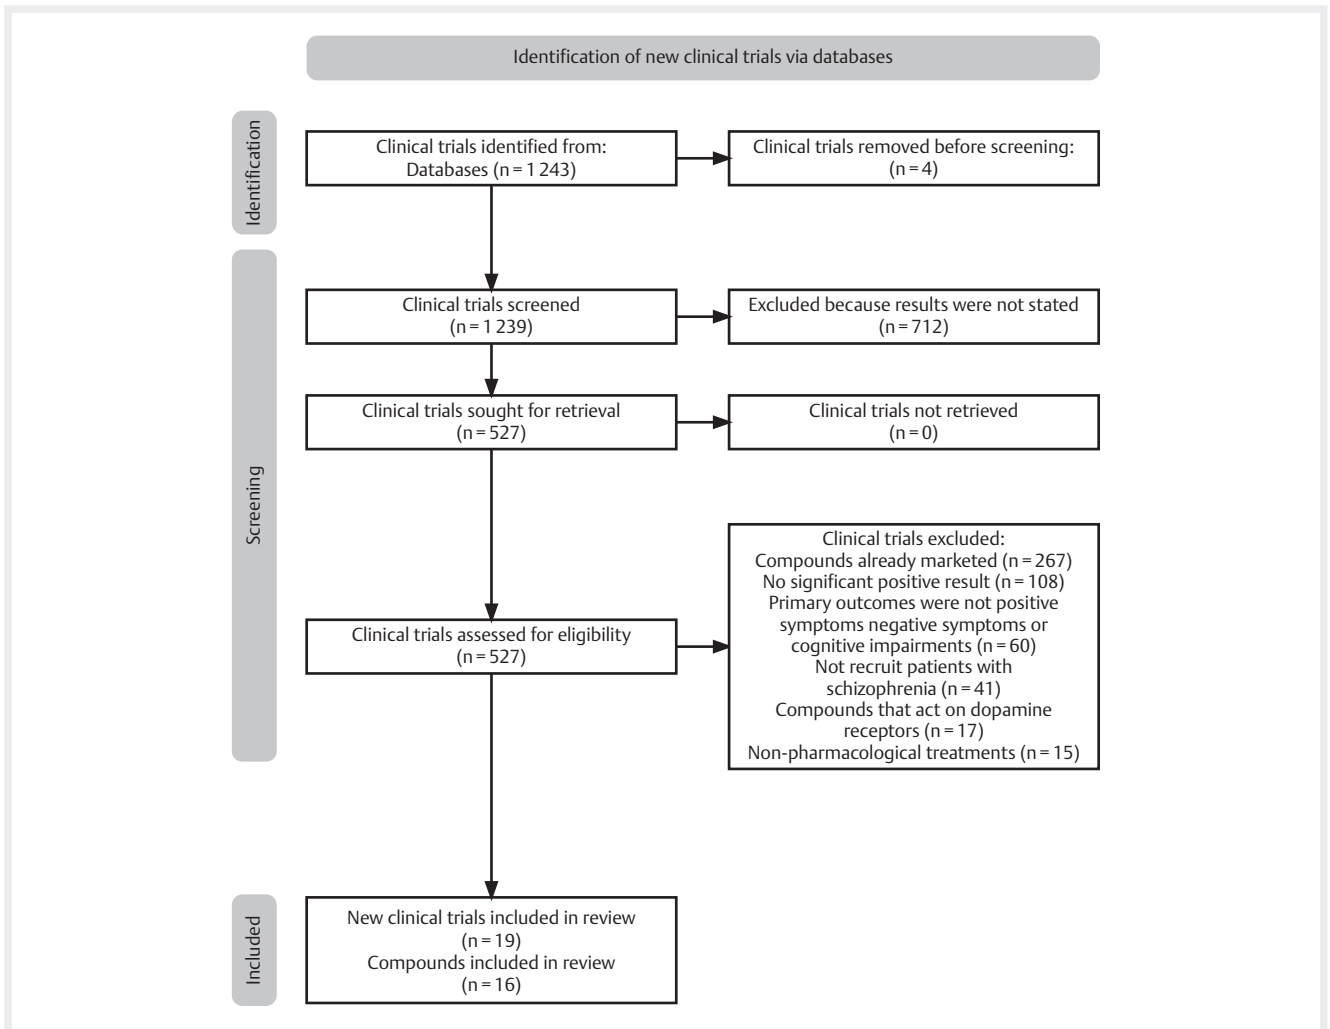 Identification of new clinical trials via databases
Identification
Clinical trials identified from:
Databases (n = 1 243)
Clinical trials removed before screening:
(n = 4)
Screening
Clinical trials screened
(n = 1 239)
Excluded because results were not stated
(n = 712)
Clinical trials sought for retrieval
(n = 527)
Clinical trials not retrieved
(n = 0)
Clinical trials assessed for eligibility
(n = 527)
Clinical trials excluded:
Compounds already marketed (n = 267)
No significant positive result (n = 108)
Primary outcomes were not positive
symptoms negative symptoms or
cognitive impairments (n = 60)
Not recruit patients with
schizophrenia (n = 41)
Compounds that act on dopamine
receptors (n = 17)
Non-pharmacological treatments (n = 15)
Included
New clinical trials included in review
(n = 19)
Compounds included in review
(n = 16)